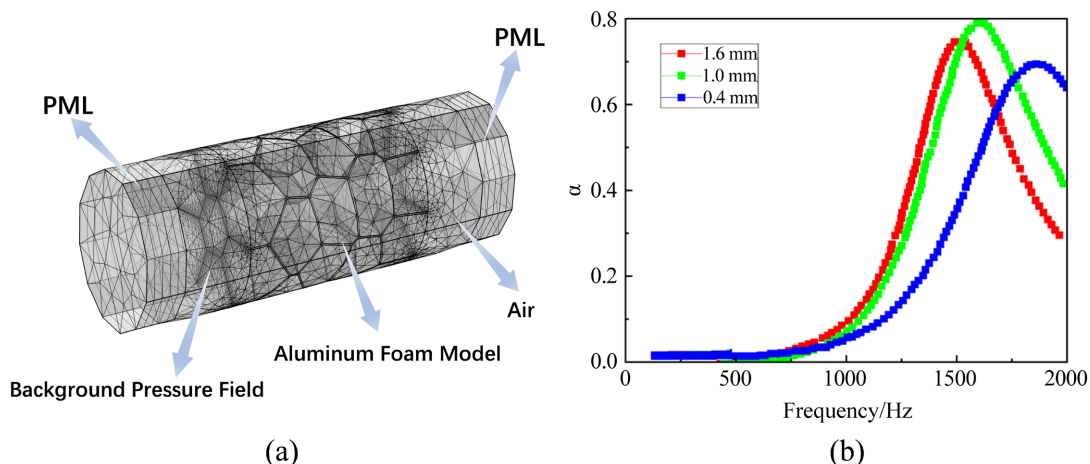 PML
PML
Air
Aluminum Foam Model
Background Pressure Field
(a)
(b)
0.8
0.6
0.4
0.2
0.0
α
1.6 mm
1.0 mm
0.4 mm
0
500
1000
1500
2000
Frequency/Hz